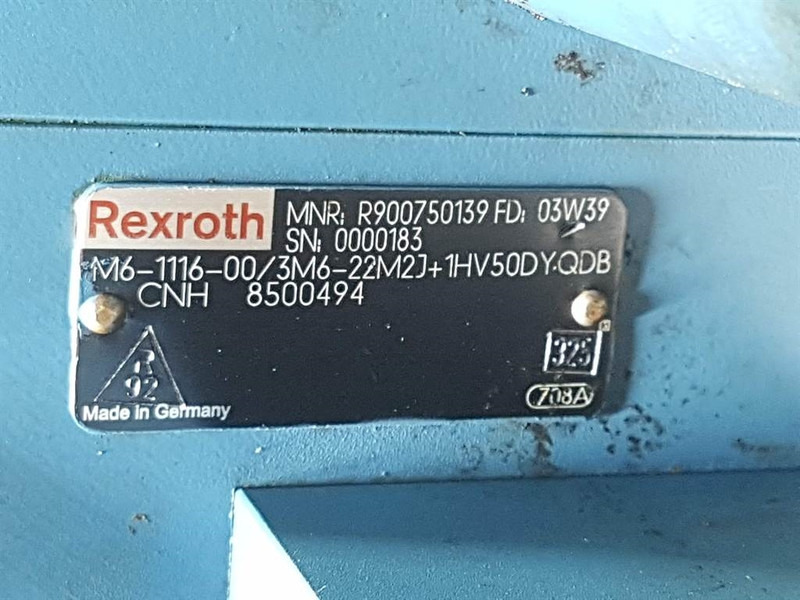 Rexroth
MNR: R900750139 FD: 03W39
SN: 0000183
M6-1116-00/3M6-22M2J+1HV50DY.QDB
CNH 8500494
R
92
325
708A
Made in Germany